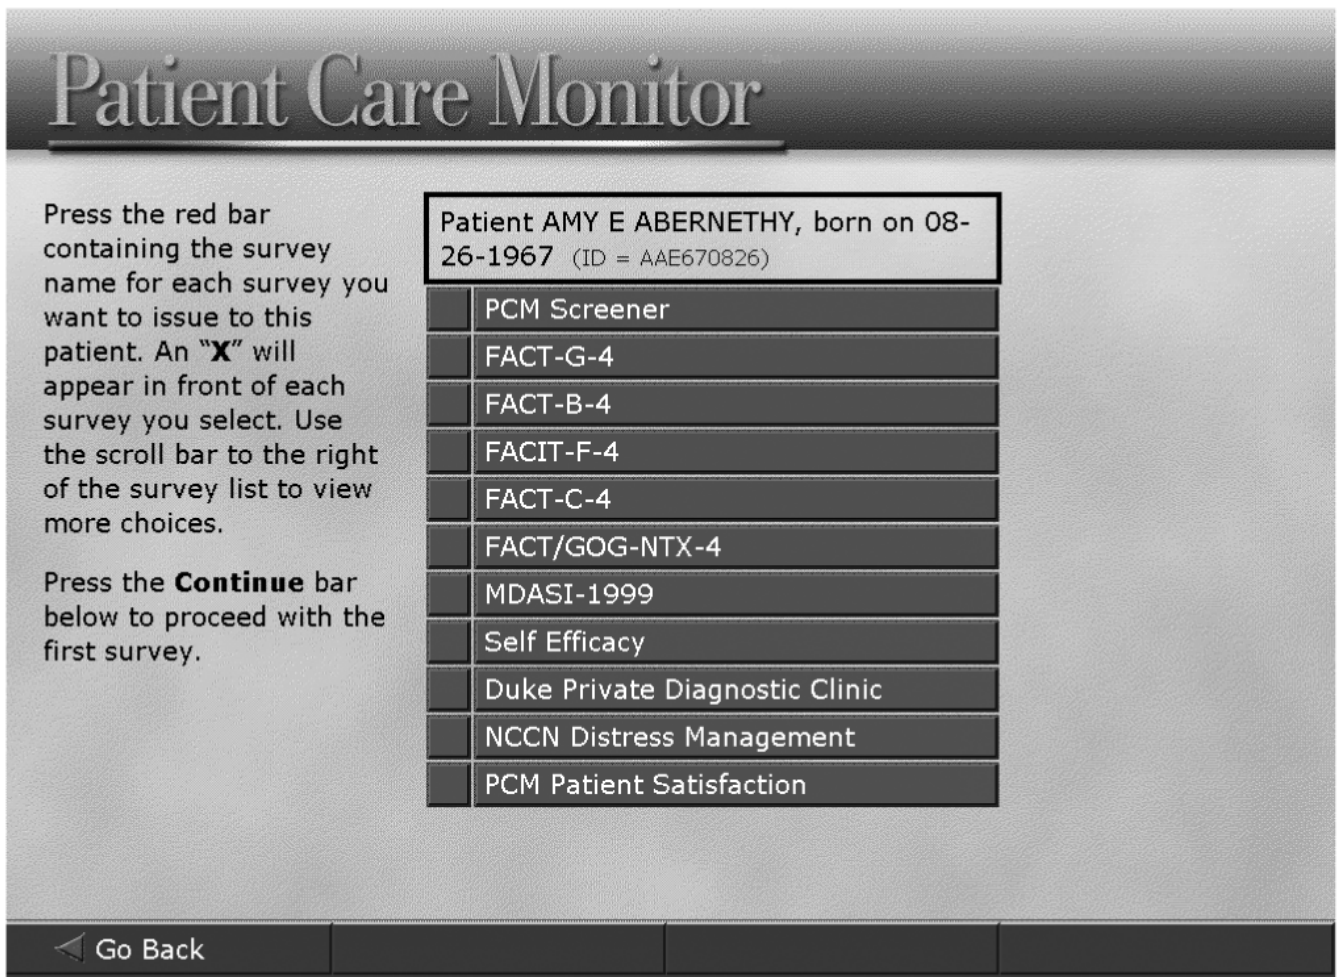 Patient Care Monitor
Press the red bar
containing the survey
name for each survey you
want to issue to this
patient. An “X” will
appear in front of each
survey you select. Use
the scroll bar to the right
of the survey list to view
more choices.
Press the Continue bar
below to proceed with the
first survey.
Patient AMY E ABERNETHY, born on 08-
26-1967 (ID = AAE670826)
PCM Screener
FACT-G-4
FACT-B-4
FACIT-F-4
FACT-C-4
FACT/GOG-NTX-4
MDASI-1999
Self Efficacy
Duke Private Diagnostic Clinic
NCCN Distress Management
PCM Patient Satisfaction
Go Back